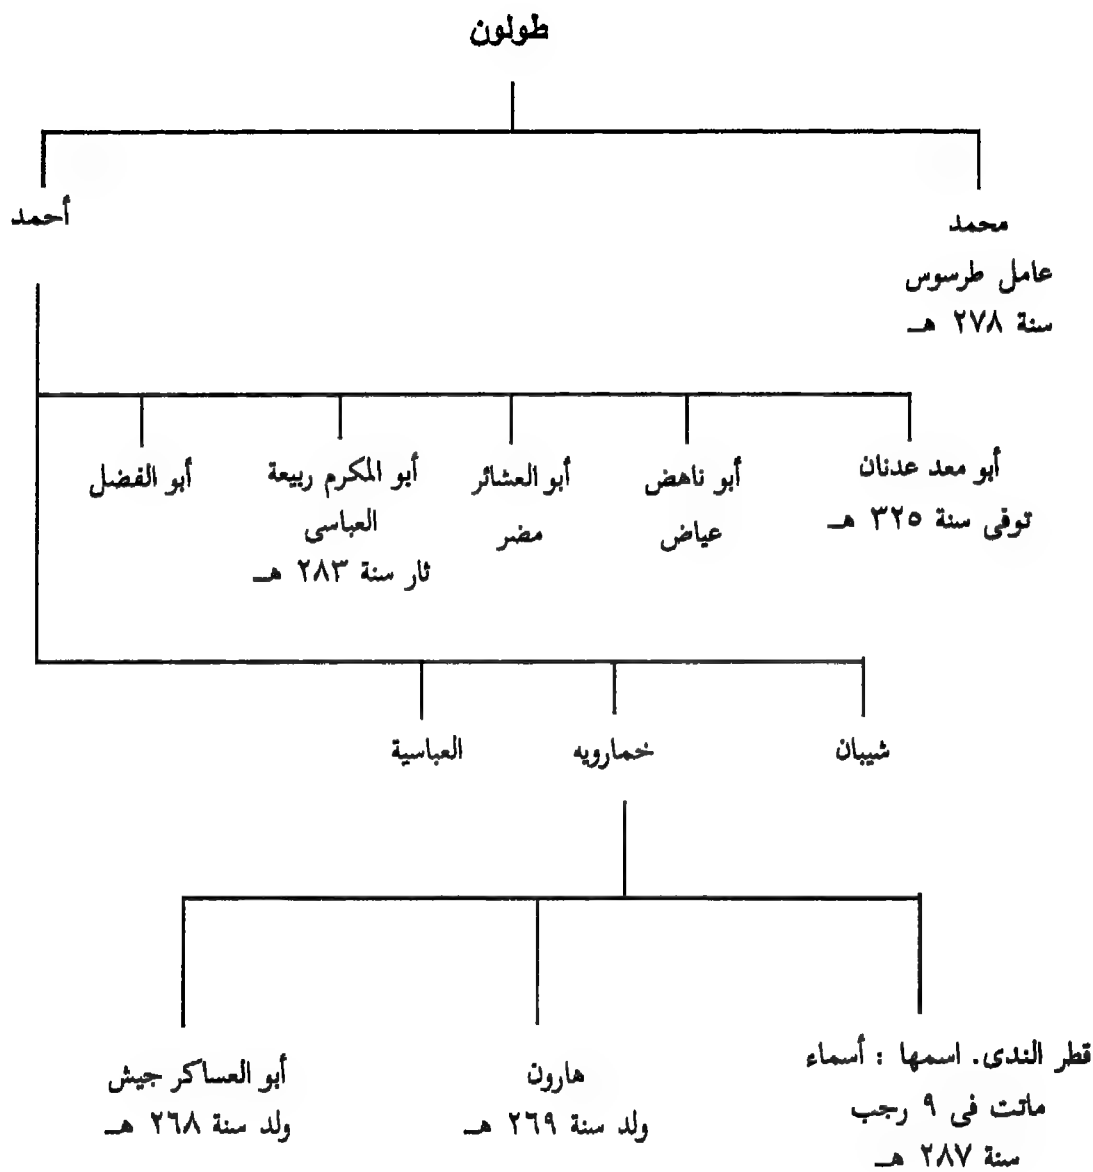 طولون
محمد
عامل طرسوس
سنة ٢٧٨ هـ
أحمد
أبو معد عدنان
توفى سنة ٣٢٥ هـ
أبو ناهض
عياض
أبو العشائر
مضر
أبو المكرم ربيعة
العباسى
ثار سنة ٢٨٣ هـ
أبو الفضل
شيبان
خمارويه
العباسية
قطر الندى. اسمها : أسماء
ماتت فى ٩ رجب
سنة ٢٨٧ هـ
هارون
ولد سنة ٢٦٩ هـ
أبو العساكر جيش
ولد سنة ٢٦٨ هـ